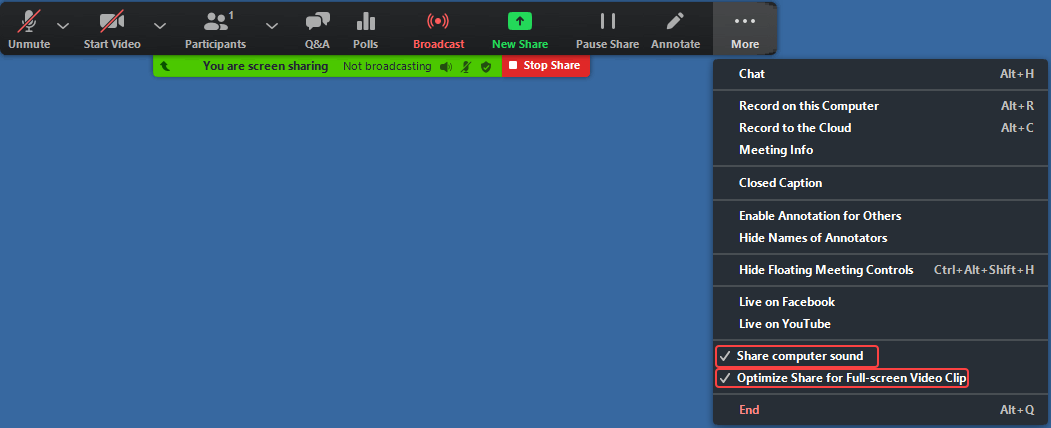 1
Unmute Start Video Participants Q&A Polls Broadcast New Share Pause Share Annotate More
You are screen sharing Not broadcasting Stop Share
Chat Alt+H
Record on this Computer Alt+R
Record to the Cloud Alt+C
Meeting Info
Closed Caption
Enable Annotation for Others
Hide Names of Annotators
Hide Floating Meeting Controls Ctrl+Alt+Shift+H
Live on Facebook
Live on YouTube
Share computer sound
Optimize Share for Full-screen Video Clip
End Alt+Q